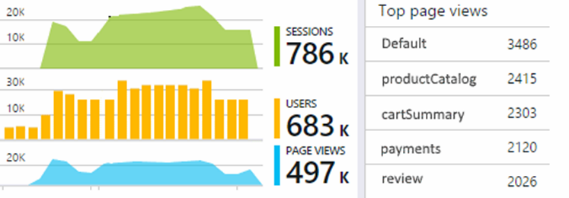 20K
10K
SESSIONS
786 K
30K
10K
USERS
683 K
20K
PAGE VIEWS
497 K
Top page views
Default 3486
productCatalog 2415
cartSummary 2303
payments 2120
review 2026